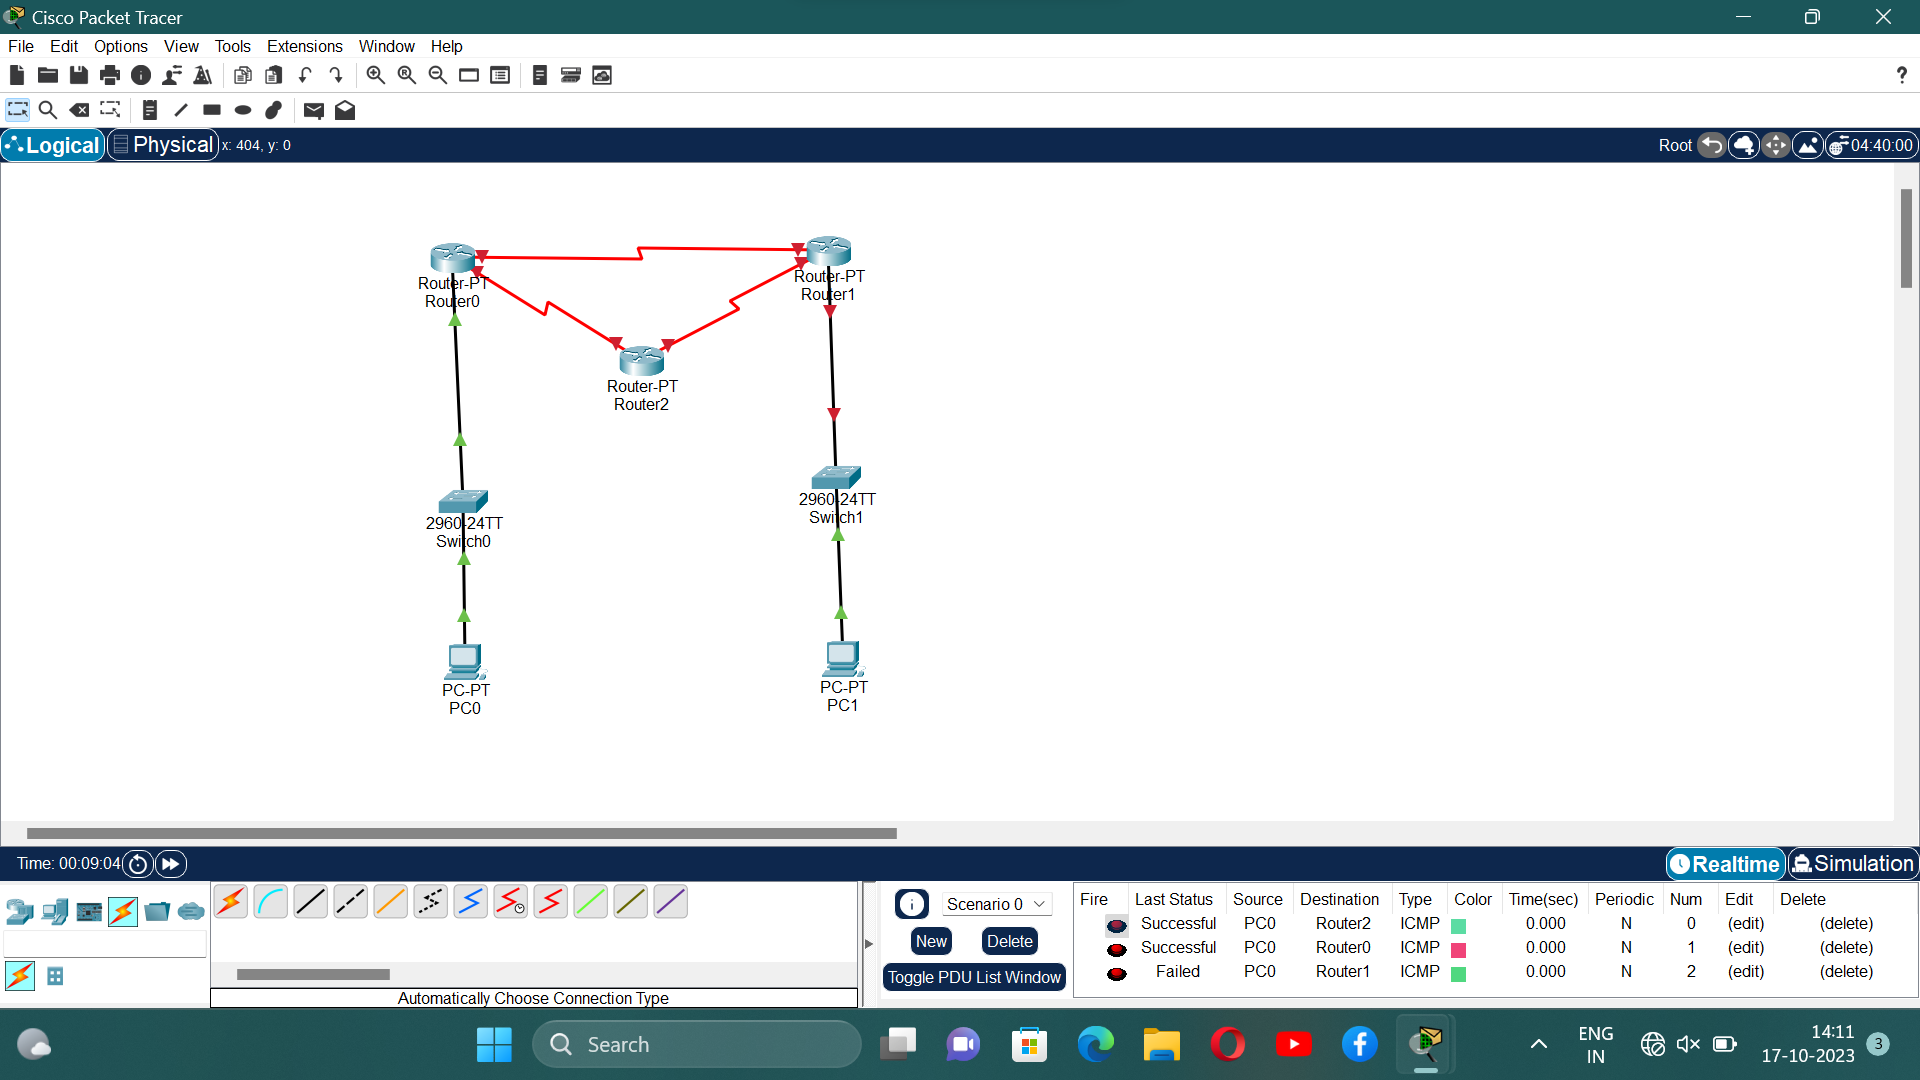 Cisco Packet Tracer
File Edit Options View Tools Extensions Window Help
?
Logical Physical x: 404, y: 0 Root 04:40:00
Router-PT
Router0
Router-PT
Router1
Router-PT
Router2
2960-24TT
Switch0
2960-24TT
Switch1
PC-PT
PC0
PC-PT
PC1
Time: 00:09:04 Realtime Simulation
Automatically Choose Connection Type
Scenario 0
New Delete
Toggle PDU List Window
Fire Last Status Source Destination Type Color Time(sec) Periodic Num Edit Delete
Successful PC0 Router2 ICMP 0.000 N 0 (edit) (delete)
Successful PC0 Router0 ICMP 0.000 N 1 (edit) (delete)
Failed PC0 Router1 ICMP 0.000 N 2 (edit) (delete)
Search
ENG
IN
14:11
17-10-2023
3